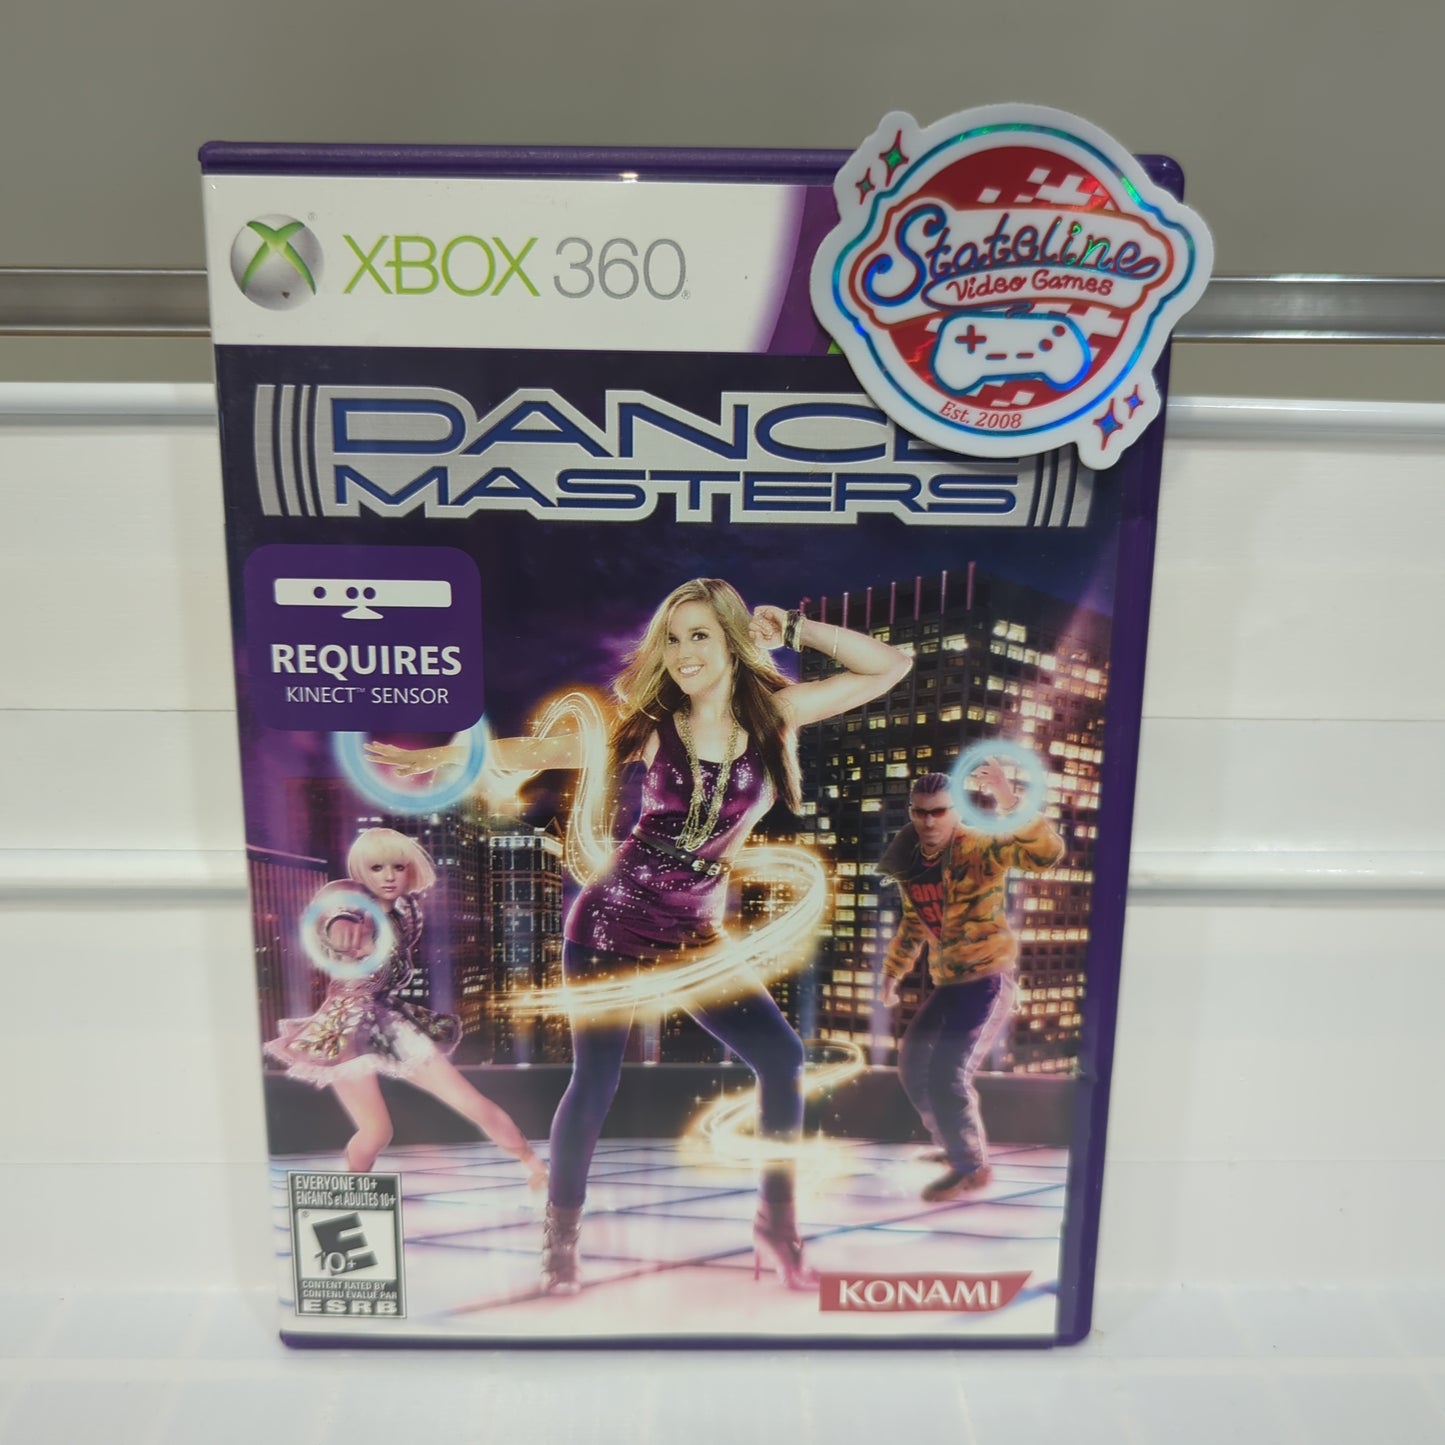 XBOX 360
Stateline
Video Games
Est. 2008
DANCE
MASTERS
REQUIRES
KINECT™ SENSOR
EVERYONE 10+
ENFANTS et ADULTES 10+
E
10+
CONTENT RATED BY
CONTENU ÉVALUÉ PAR
ESRB
KONAMI